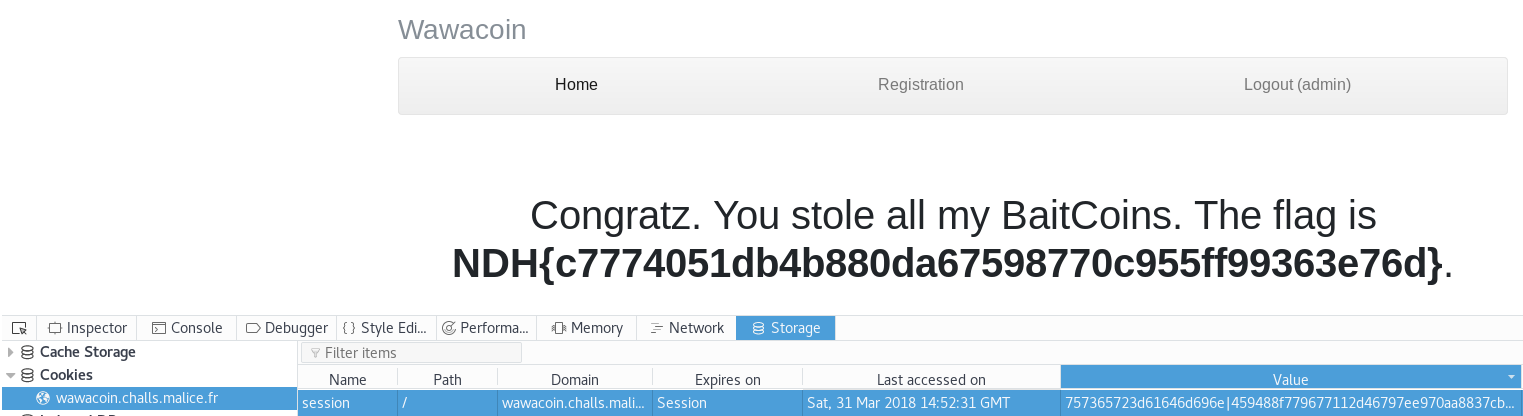 Wawacoin
Home Registration Logout (admin)
Congratz. You stole all my BaitCoins. The flag is
NDH{c7774051db4b880da67598770c955ff99363e76d}.
Inspector Console Debugger { } Style Edi... Performa... Memory Network Storage
Cache Storage Filter items
Cookies Name Path Domain Expires on Last accessed on Value
wawacoin.challs.malice.fr session / wawacoin.challs.mali... Session Sat, 31 Mar 2018 14:52:31 GMT 757365723d61646d696e|459488f779677112d46797ee970aa8837cb...